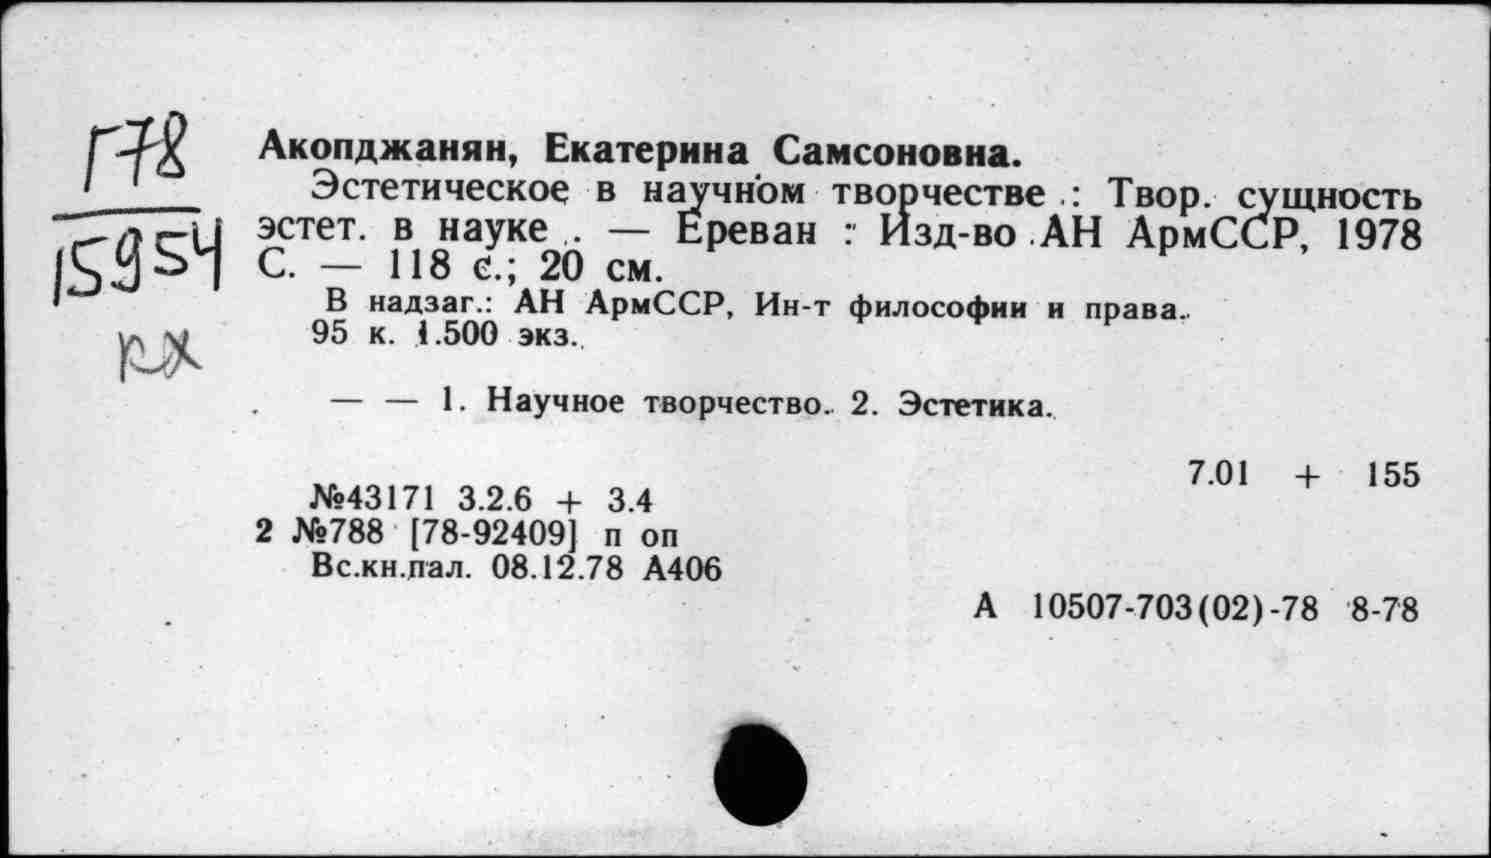 Г78
15954
Акопджанян, Екатерина Самсоновна.
Эстетическое в научном творчестве : Твор. сущность
эстет. в науке . — Ереван : Изд-во АН АрмССР, 1978
С. — 118 с.; 20 см.
В надзаг.: АН АрмССР, Ин-т философии и права.
95 к. 1.500 экз.
— — 1. Научное творчество. 2. Эстетика.
7.01 + 155
№43171 3.2.6 + 3.4
2 №788 [78-92409] п оп
Вс.кн.пал. 08.12.78 А406
А 10507-703(02)-78 8-78